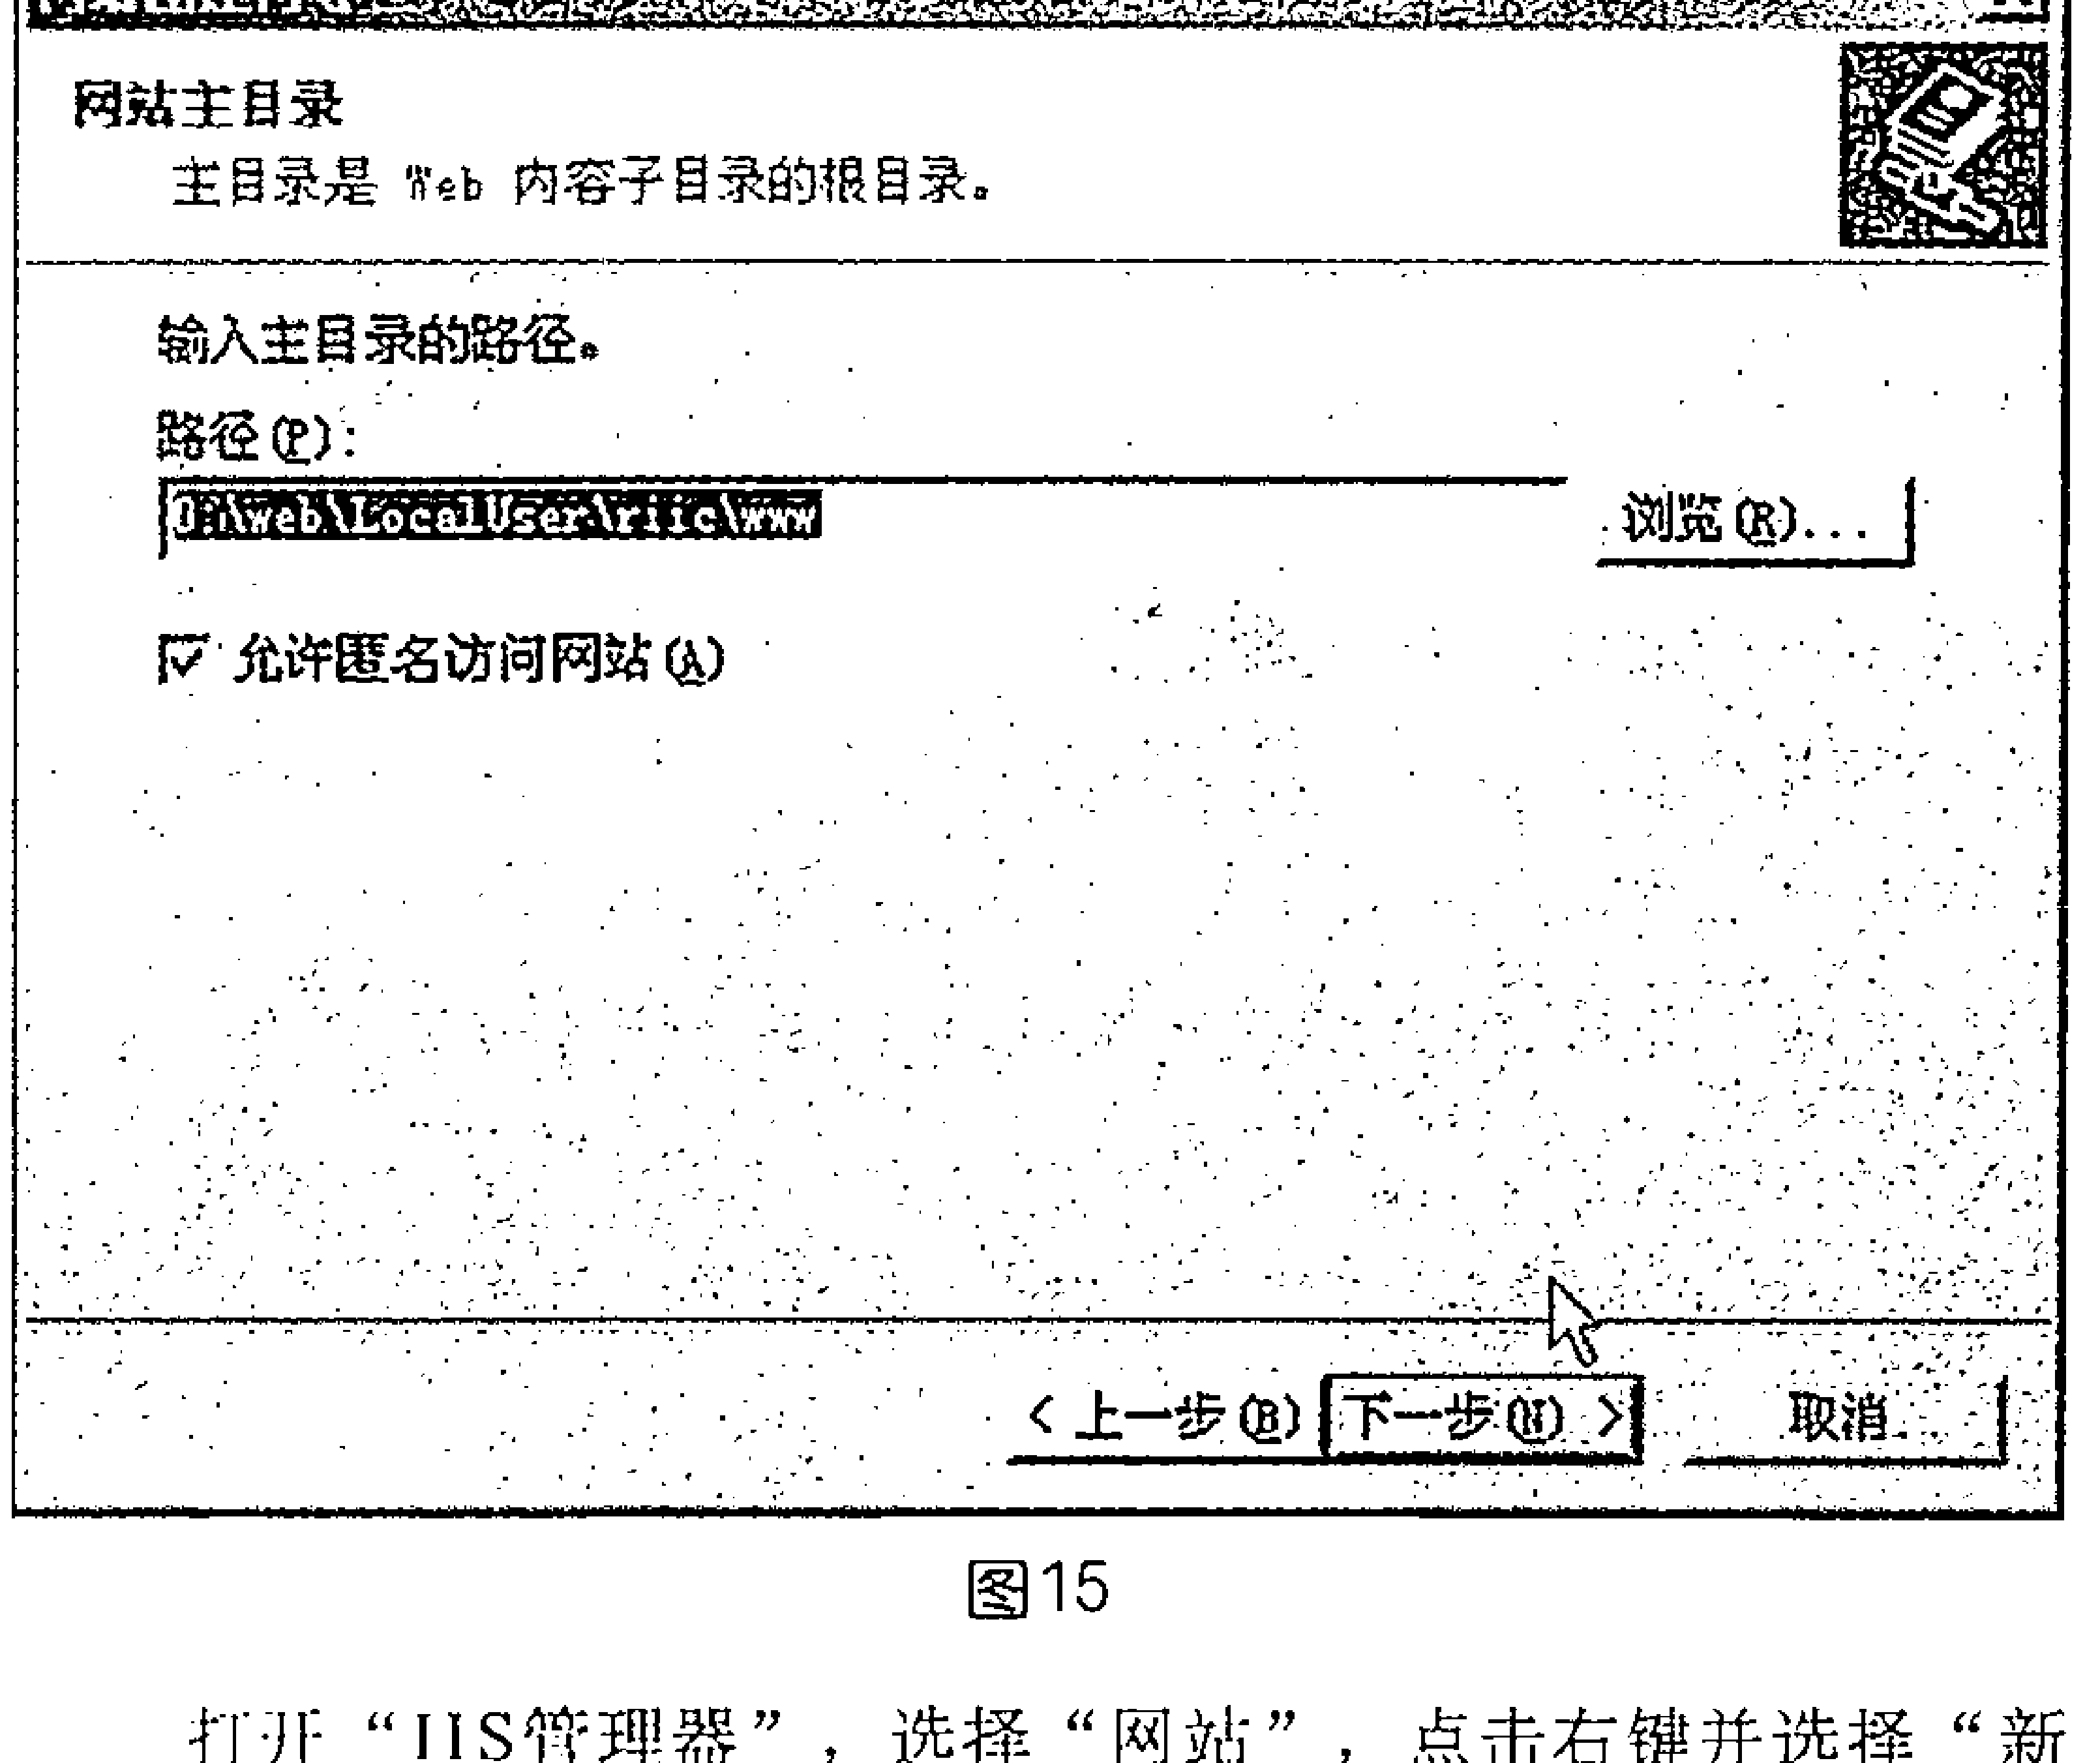 网站主目录
主目录是 Web 内容子目录的根目录。
输入主目录的路径。
路径(P):
D:\web\LocalUser\riic\www
浏览(R)...
允许匿名访问网站(A)
< 上一步(B) 下一步(N) > 取消
图15
打开“IIS管理器”，选择“网站”，点击右键并选择“新